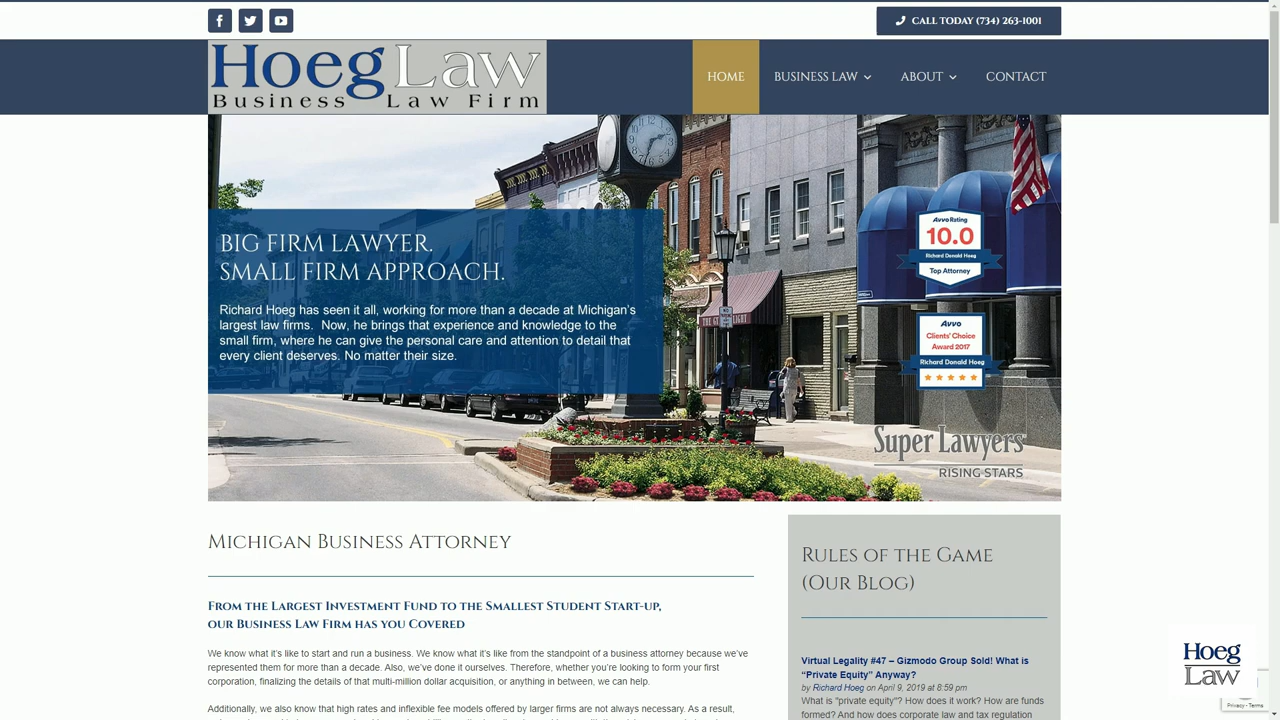 CALL TODAY (734) 263-1001
Hoeg Law
Business Law Firm
HOME
BUSINESS LAW
ABOUT
CONTACT
BIG FIRM LAWYER.
SMALL FIRM APPROACH.
Richard Hoeg has seen it all, working for more than a decade at Michigan's
largest law firms. Now, he brings that experience and knowledge to the
small firm, where he can give the personal care and attention to detail that
every client deserves. No matter their size.
Avvo Rating
10.0
Richard Donald Hoeg
Top Attorney
Avvo
Clients' Choice
Award 2017
Richard Donald Hoeg
Super Lawyers
RISING STARS
Michigan Business Attorney
From the Largest Investment Fund to the Smallest Student Start-up,
our Business Law Firm has you Covered
We know what it's like to start and run a business. We know what it's like from the standpoint of a business attorney because we've
represented them for more than a decade. Also, we've done it ourselves. Therefore, whether you're looking to form your first
corporation, finalizing the details of that multi-million dollar acquisition, or anything in between, we can help.
Additionally, we also know that high rates and inflexible fee models offered by larger firms are not always necessary. As a result,
Rules of the Game
(Our Blog)
Virtual Legality #47 – Gizmodo Group Sold! What is
"Private Equity" Anyway?
by Richard Hoeg on April 9, 2019 at 8:59 pm
What is "private equity"? How does it work? How are funds
formed? And how does corporate law and tax regulation
Hoeg
Law
Privacy - Terms